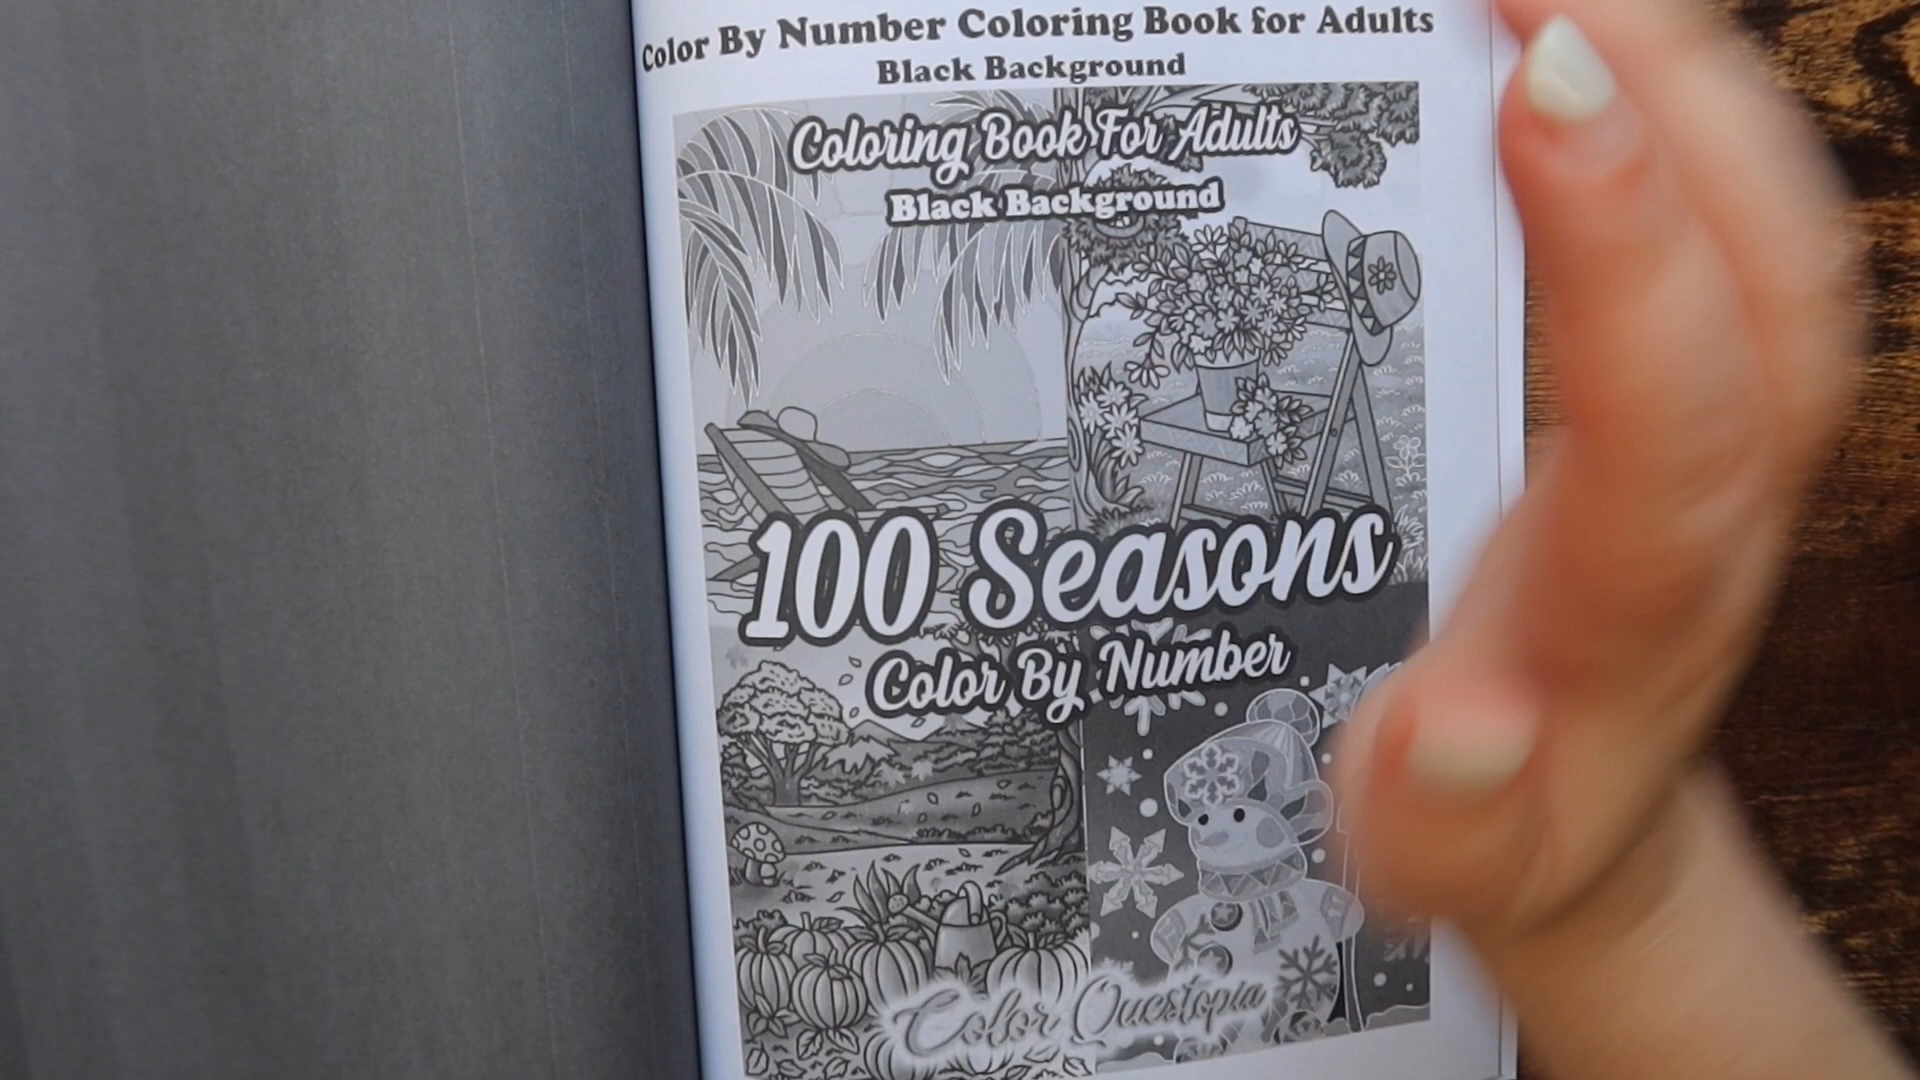 Color By Number Coloring Book for Adults
Black Background
Coloring Book For Adults
Black Background
100 Seasons
Color By Number
Color Questopia